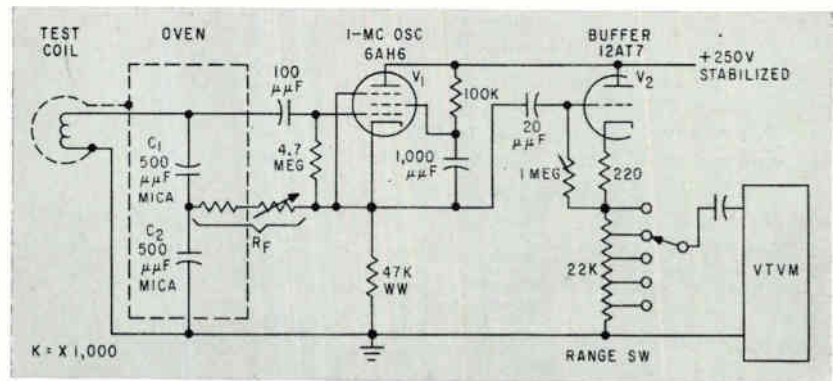 TEST
COIL
OVEN
1-MC OSC
6AH6
BUFFER
12AT7
+250V
STABILIZED
100
μμF
V1
100K
V2
20
μμF
C1
500
μμF
MICA
4.7
MEG
1,000
μμF
1 MEG
220
RF
C2
500
μμF
MICA
47K
WW
22K
VTVM
K = X 1,000
RANGE SW